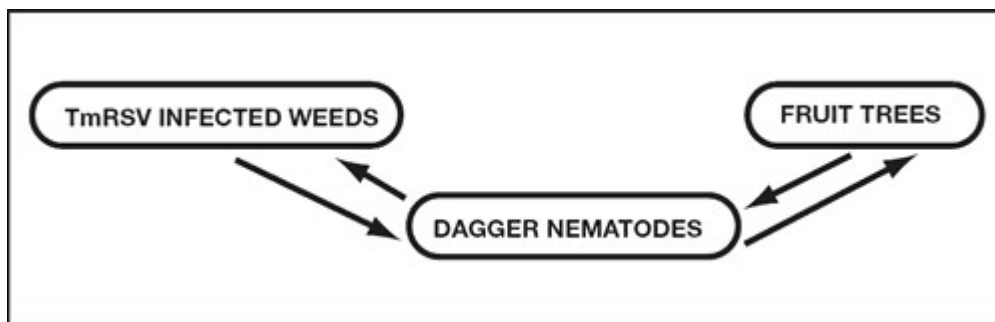 TmRSV INFECTED WEEDS
FRUIT TREES
DAGGER NEMATODES